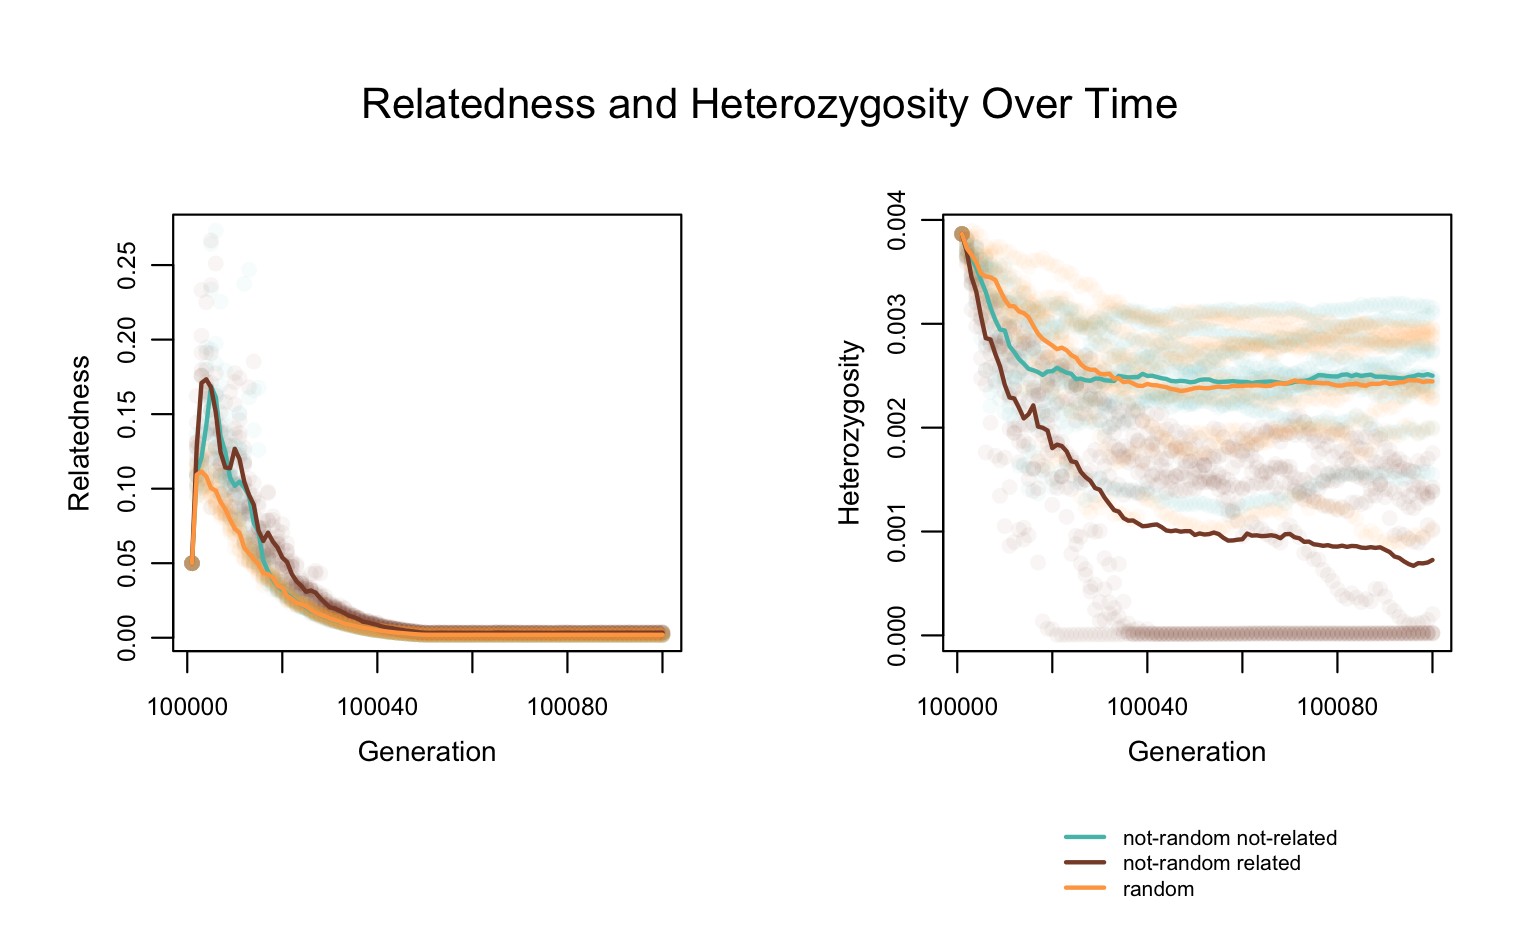 Relatedness and Heterozygosity Over Time
Relatedness
0.25
0.20
0.15
0.10
0.05
0.00
100000
100040
100080
Generation
Heterozygosity
0.004
0.003
0.002
0.001
0.000
100000
100040
100080
Generation
not-random not-related
not-random related
random